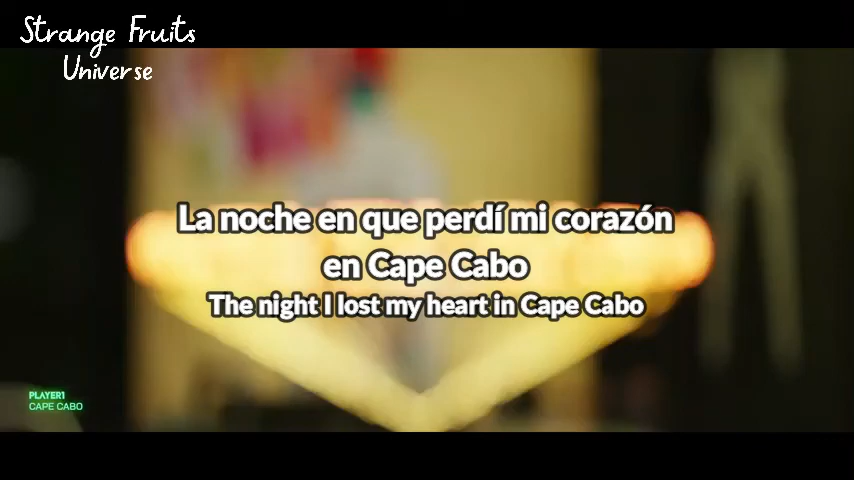 Strange Fruits
Universe
La noche en que perdí mi corazón
en Cape Cabo
The night I lost my heart in Cape Cabo
PLAYER1
CAPE CABO